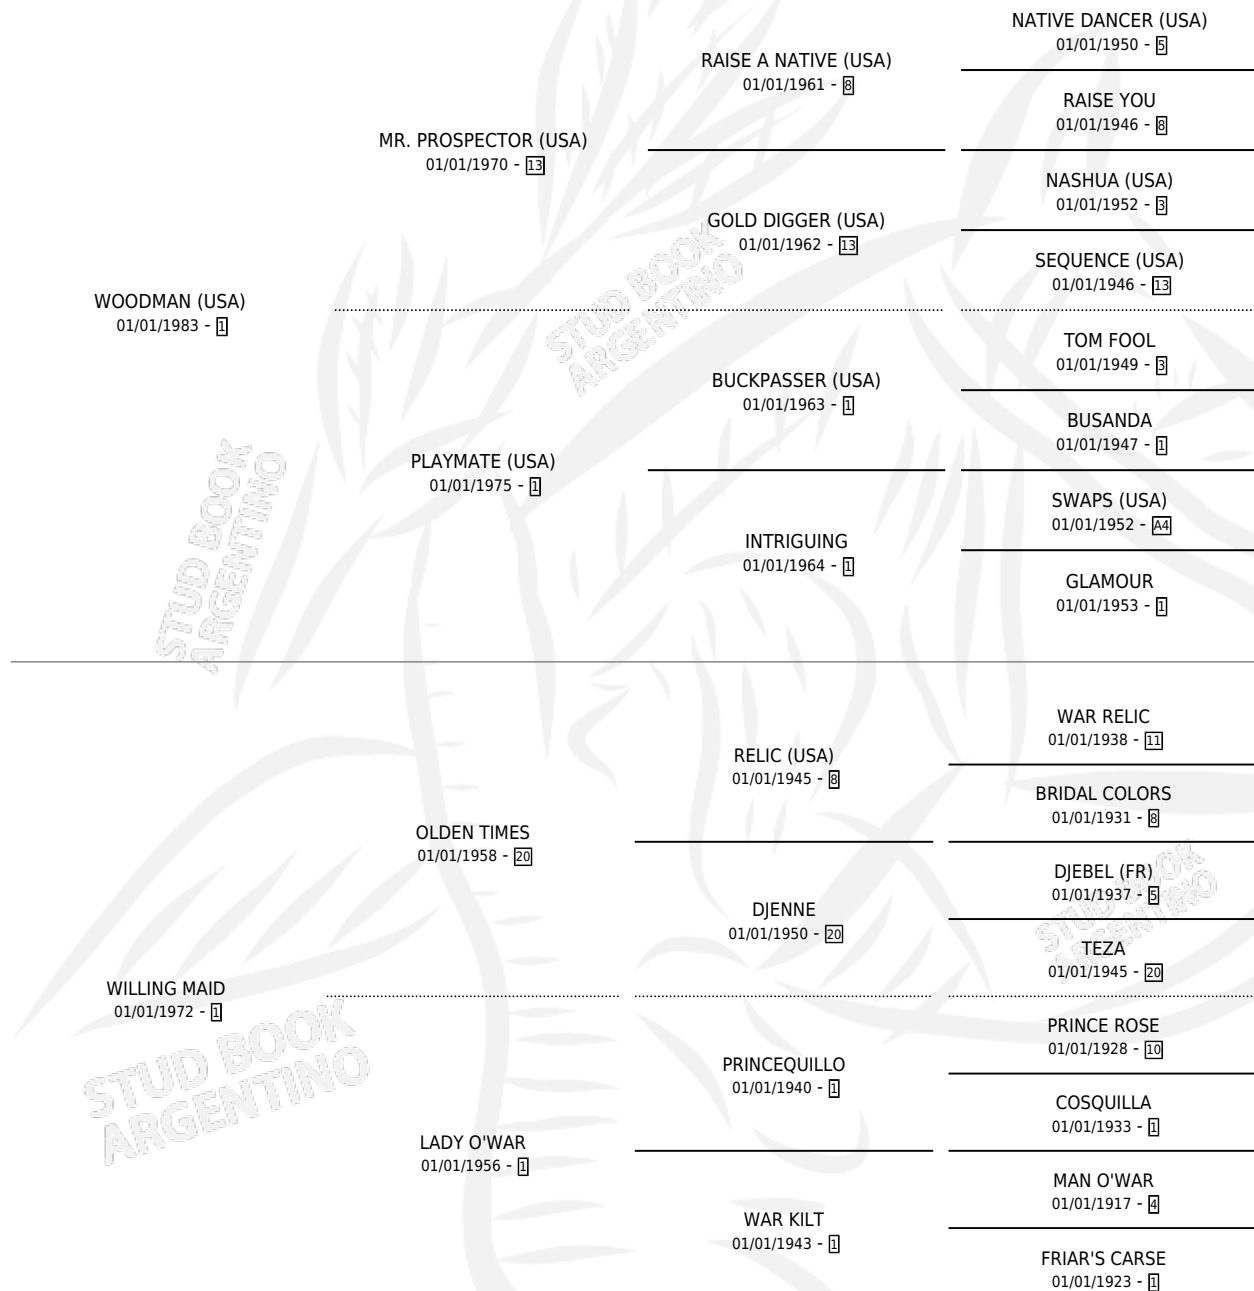 NATIVE DANCER (USA)
01/01/1950 - 5
RAISE A NATIVE (USA)
01/01/1961 - 8
RAISE YOU
01/01/1946 - 8
MR. PROSPECTOR (USA)
01/01/1970 - 13
NASHUA (USA)
01/01/1952 - 3
GOLD DIGGER (USA)
01/01/1962 - 13
SEQUENCE (USA)
01/01/1946 - 13
WOODMAN (USA)
01/01/1983 - 1
STUD BOOK
ARGENTINO
TOM FOOL
01/01/1949 - 3
BUCKPASSER (USA)
01/01/1963 - 1
BUSANDA
01/01/1947 - 1
PLAYMATE (USA)
01/01/1975 - 1
SWAPS (USA)
01/01/1952 - A4
INTRIGUING
01/01/1964 - 1
GLAMOUR
01/01/1953 - 1
STUD BOOK
ARGENTINO
WAR RELIC
01/01/1938 - 11
RELIC (USA)
01/01/1945 - 8
BRIDAL COLORS
01/01/1931 - 8
OLDEN TIMES
01/01/1958 - 20
DJEBEL (FR)
01/01/1937 - 5
DJENNE
01/01/1950 - 20
TEZA
01/01/1945 - 20
STUD BOOK
ARGENTINO
WILLING MAID
01/01/1972 - 1
PRINCE ROSE
01/01/1928 - 10
PRINCEQUILLO
01/01/1940 - 1
COSQUILLA
01/01/1933 - 1
STUD BOOK
ARGENTINO
LADY O'WAR
01/01/1956 - 1
MAN O'WAR
01/01/1917 - 4
WAR KILT
01/01/1943 - 1
FRIAR'S CARSE
01/01/1923 - 1